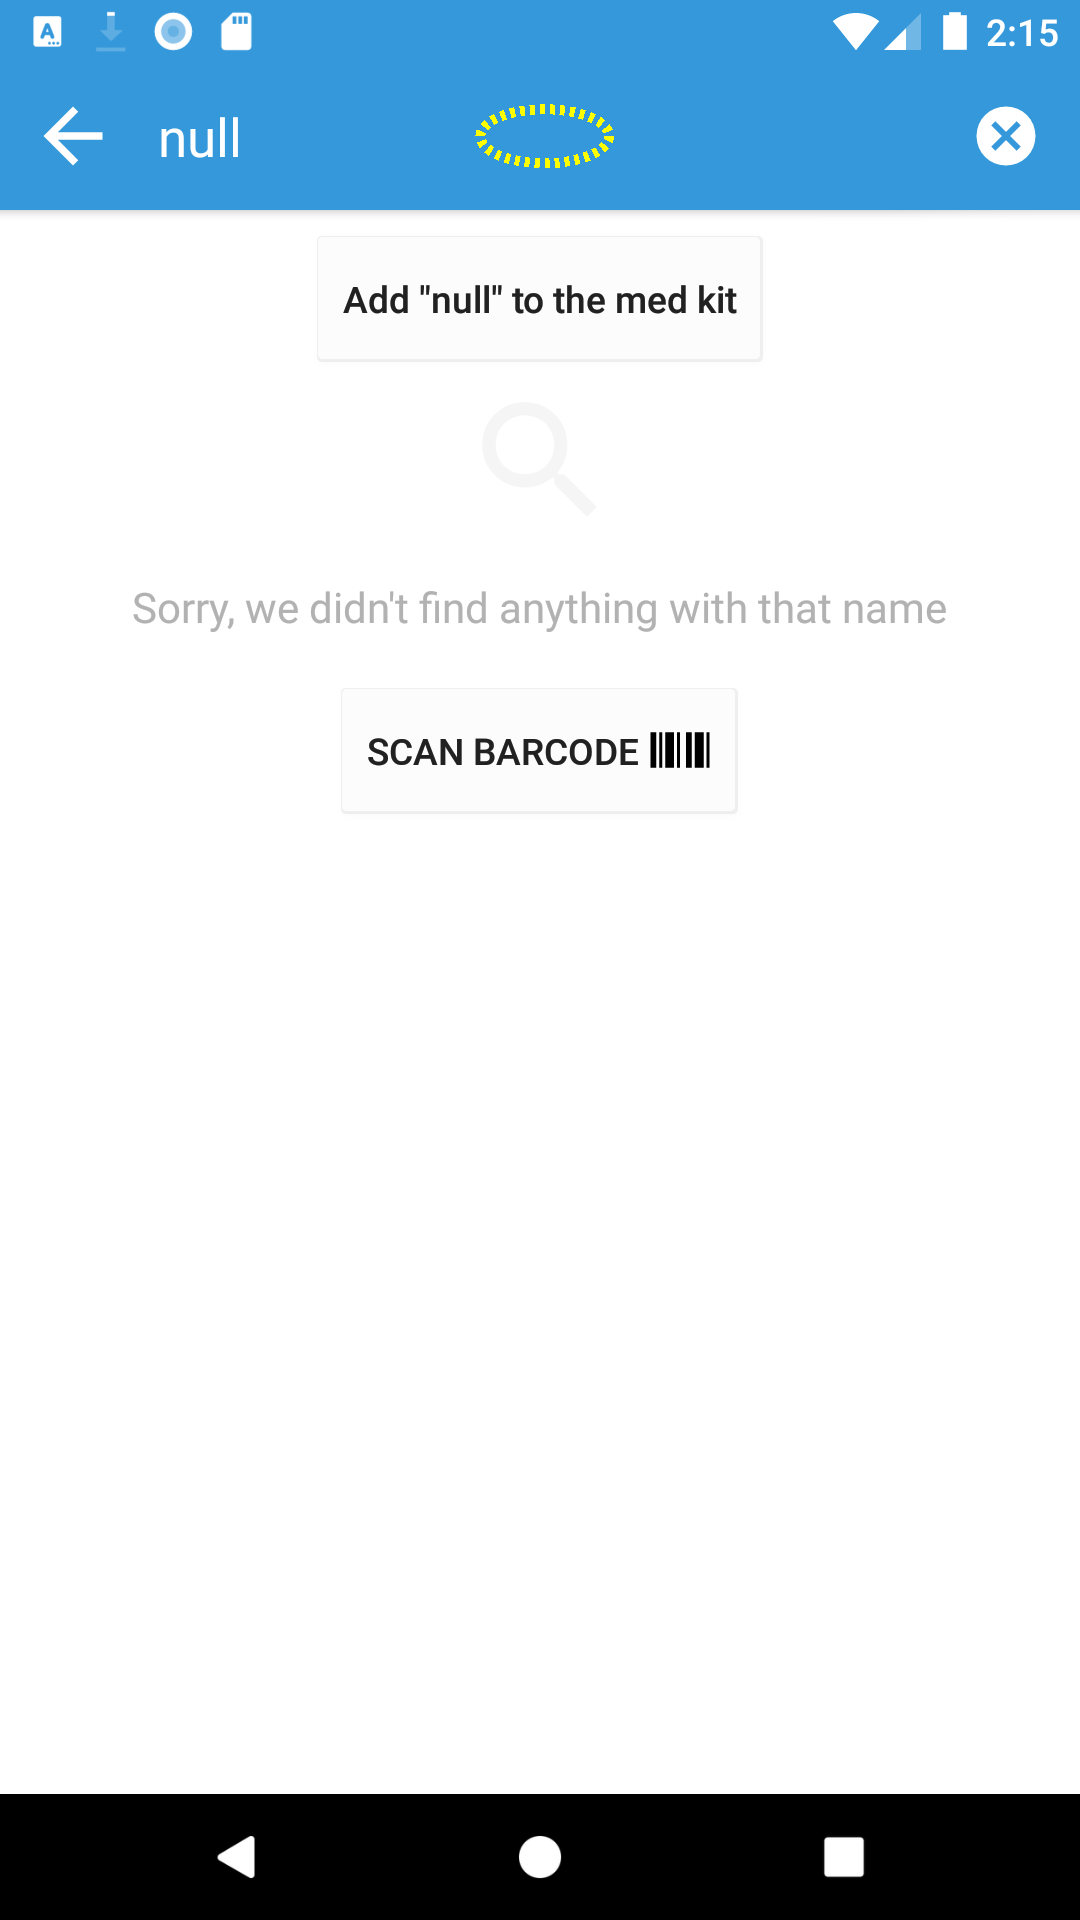 2:15
null
Add "null" to the med kit
Sorry, we didn't find anything with that name
SCAN BARCODE